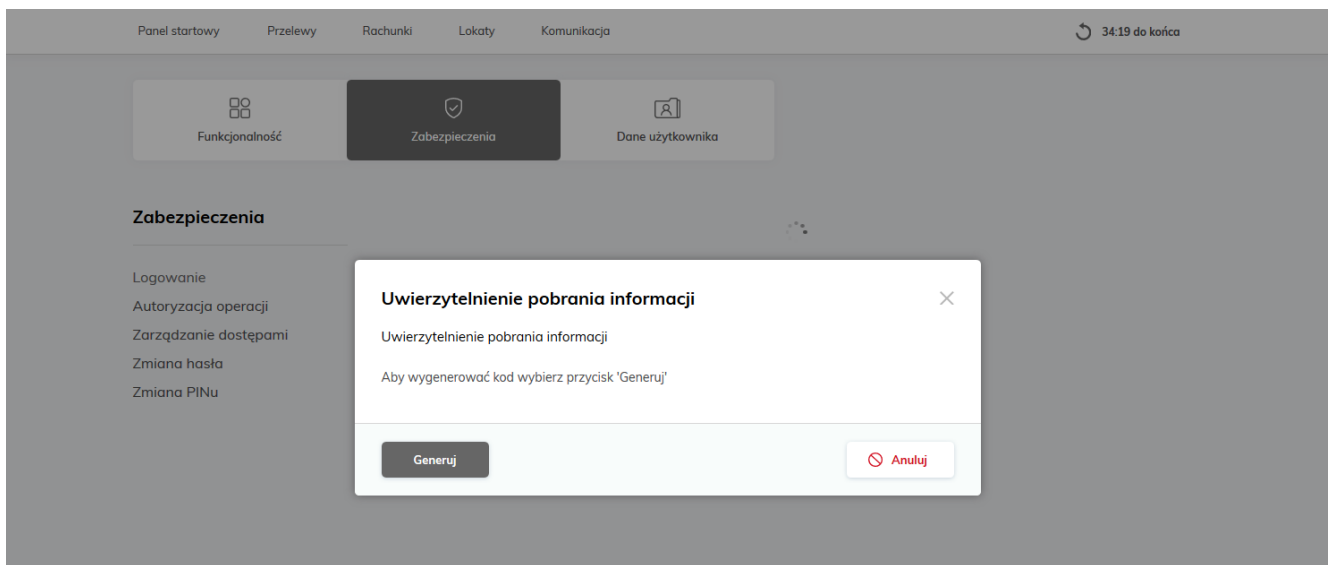 Panel startowy Przelewy Rachunki Lokaty Komunikacja 34:19 do końca
Funkcjonalność Zabezpieczenia Dane użytkownika
Zabezpieczenia
Logowanie
Autoryzacja operacji
Zarządzanie dostępami
Zmiana hasła
Zmiana PINu
Uwierzytelnienie pobrania informacji
Uwierzytelnienie pobrania informacji
Aby wygenerować kod wybierz przycisk 'Generuj'
Generuj Anuluj